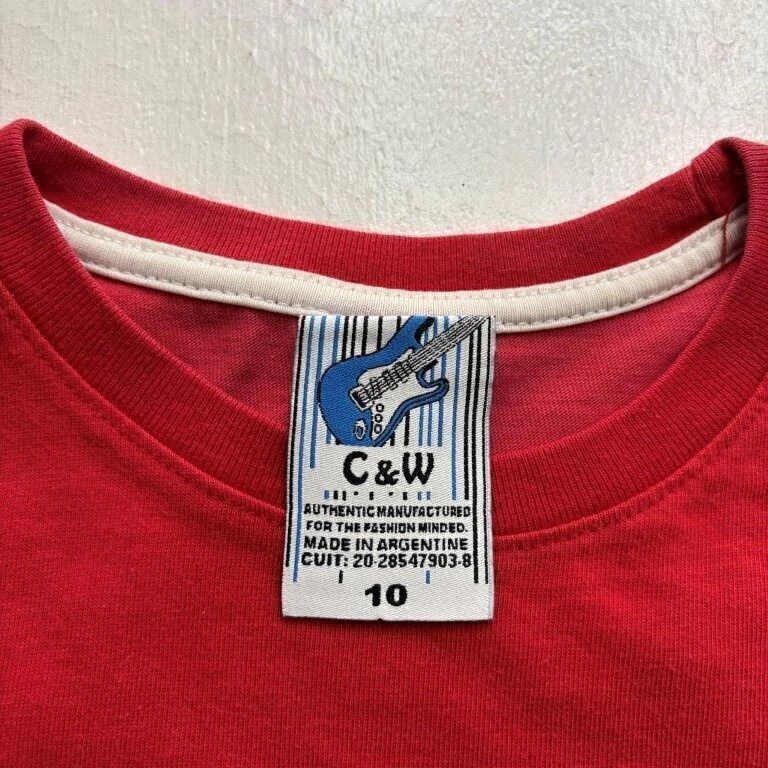 C & W
AUTHENTIC MANUFACTURED
FOR THE FASHION MINDED.
MADE IN ARGENTINE
CUIT: 20-28547903-8
10